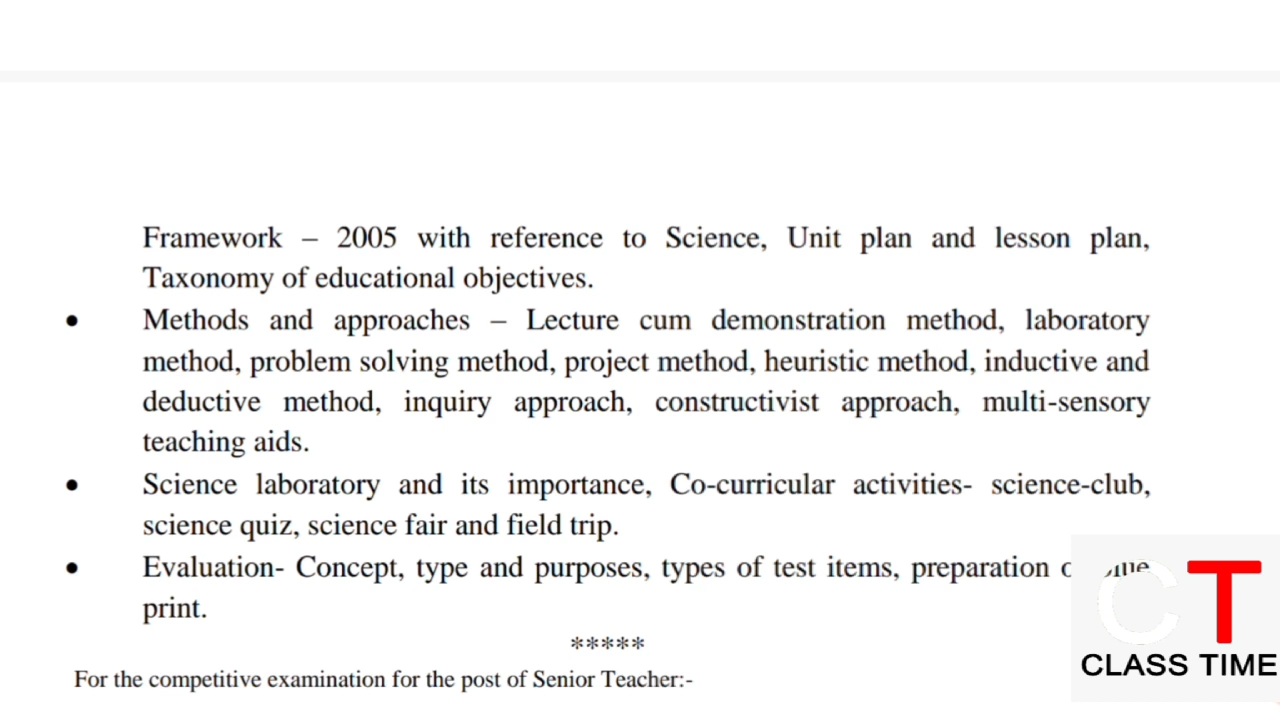 Framework – 2005 with reference to Science, Unit plan and lesson plan,
Taxonomy of educational objectives.
• Methods and approaches – Lecture cum demonstration method, laboratory
method, problem solving method, project method, heuristic method, inductive and
deductive method, inquiry approach, constructivist approach, multi-sensory
teaching aids.
• Science laboratory and its importance, Co-curricular activities- science-club,
science quiz, science fair and field trip.
• Evaluation- Concept, type and purposes, types of test items, preparation
print.
*****
For the competitive examination for the post of Senior Teacher:-
CT
CLASS TIME